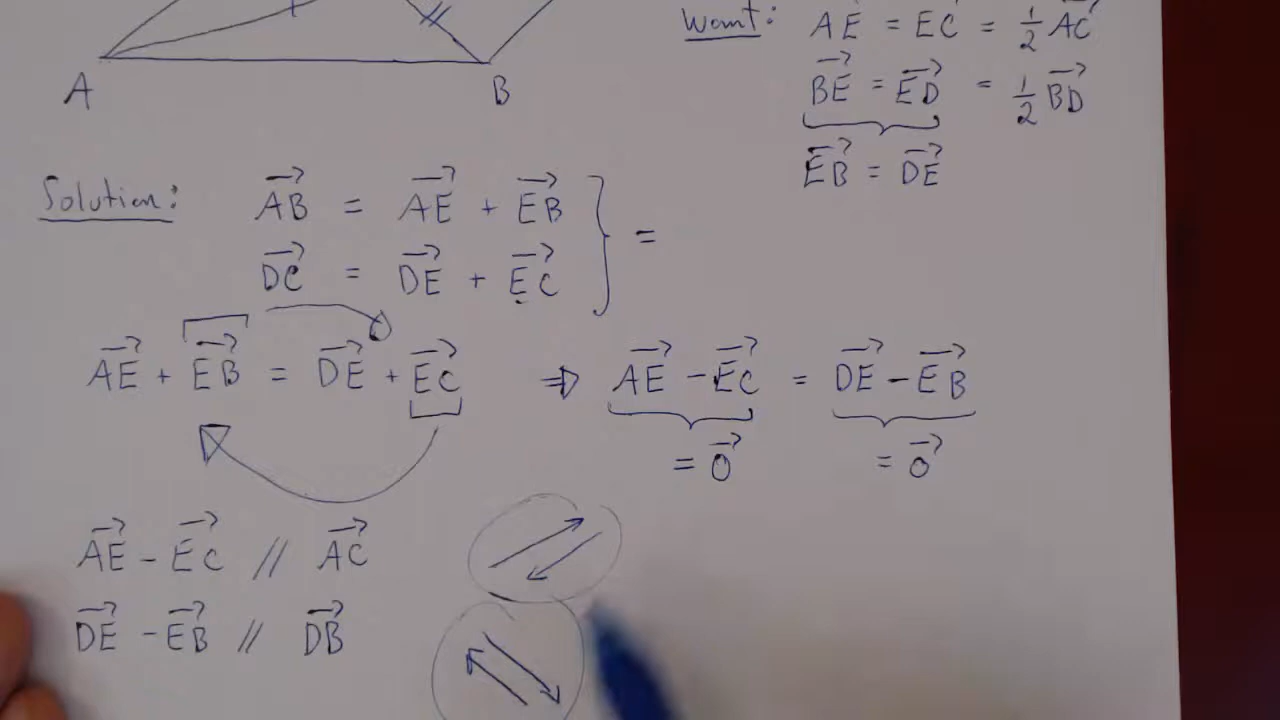 Want: AE⃗ = EC⃗ = ½ AC⃗
A B
BE⃗ = ED⃗ = ½ BD⃗
EB⃗ = DE⃗
Solution: AB⃗ = AE⃗ + EB⃗
DC⃗ = DE⃗ + EC⃗ } =
AE⃗ + EB⃗ = DE⃗ + EC⃗ ⇒ AE⃗ − EC⃗ = DE⃗ − EB⃗
= 0⃗ = 0⃗
AE⃗ − EC⃗ // AC⃗
DE⃗ − EB⃗ // DB⃗